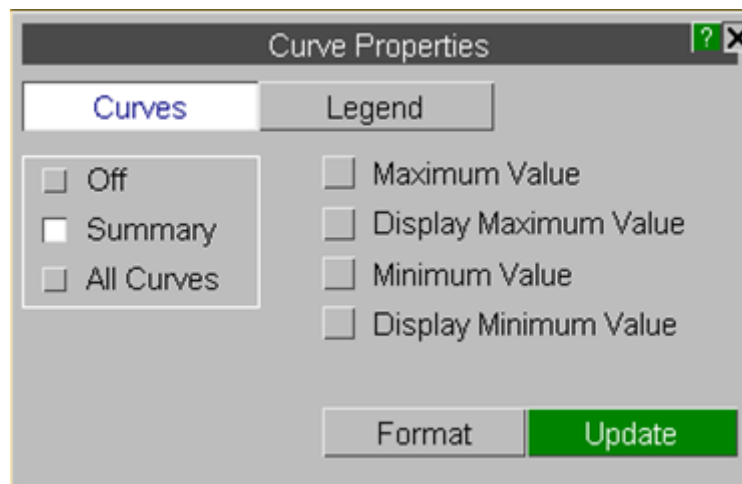 Curve Properties ? X
Curves Legend
Off
Summary
All Curves
Maximum Value
Display Maximum Value
Minimum Value
Display Minimum Value
Format Update